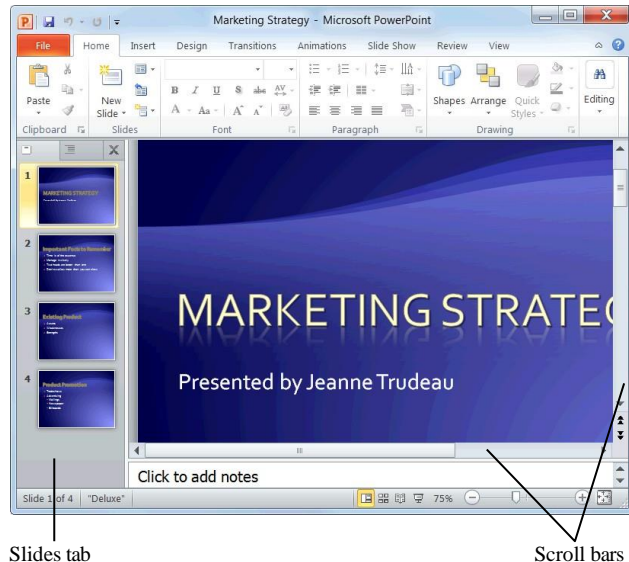 Marketing Strategy - Microsoft PowerPoint
File Home Insert Design Transitions Animations Slide Show Review View
Paste New Slide Shapes Arrange Quick Styles Editing
B I U S abc AV
A Aa A A
Clipboard Slides Font Paragraph Drawing
1
MARKETING STRATEGY
2
Important Facts to Remember
3
Existing Product
4
Product Promotion
MARKETING STRATEG
Presented by Jeanne Trudeau
Click to add notes
Slide 1 of 4 "Deluxe" 75%
Slides tab Scroll bars